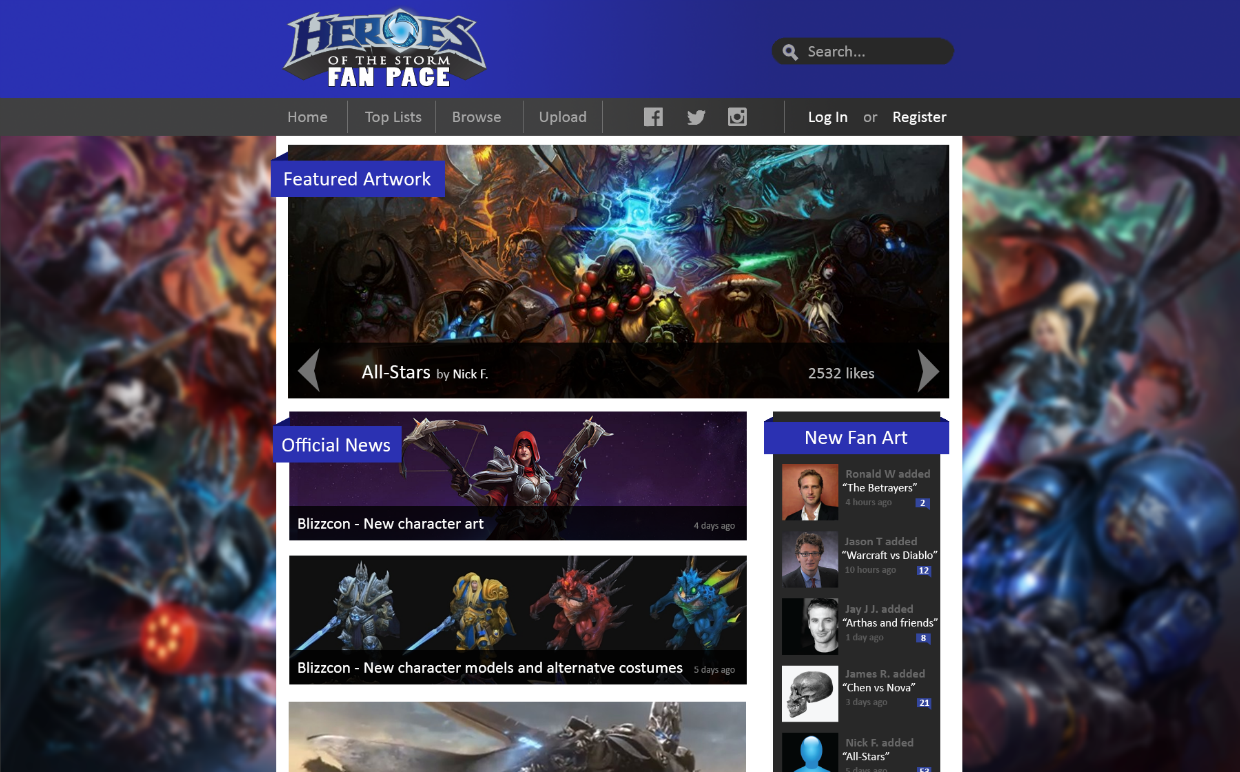 HEROES
OF THE STORM
FAN PAGE
Search...
Home Top Lists Browse Upload Log In or Register
Featured Artwork
All-Stars by Nick F. 2532 likes
Official News
Blizzcon - New character art 4 days ago
Blizzcon - New character models and alternatve costumes 5 days ago
New Fan Art
Ronald W added
“The Betrayers”
4 hours ago 2
Jason T added
“Warcraft vs Diablo”
10 hours ago 12
Jay J J. added
“Arthas and friends”
1 day ago 8
James R. added
“Chen vs Nova”
3 days ago 21
Nick F. added
“All-Stars”
5 days ago 52